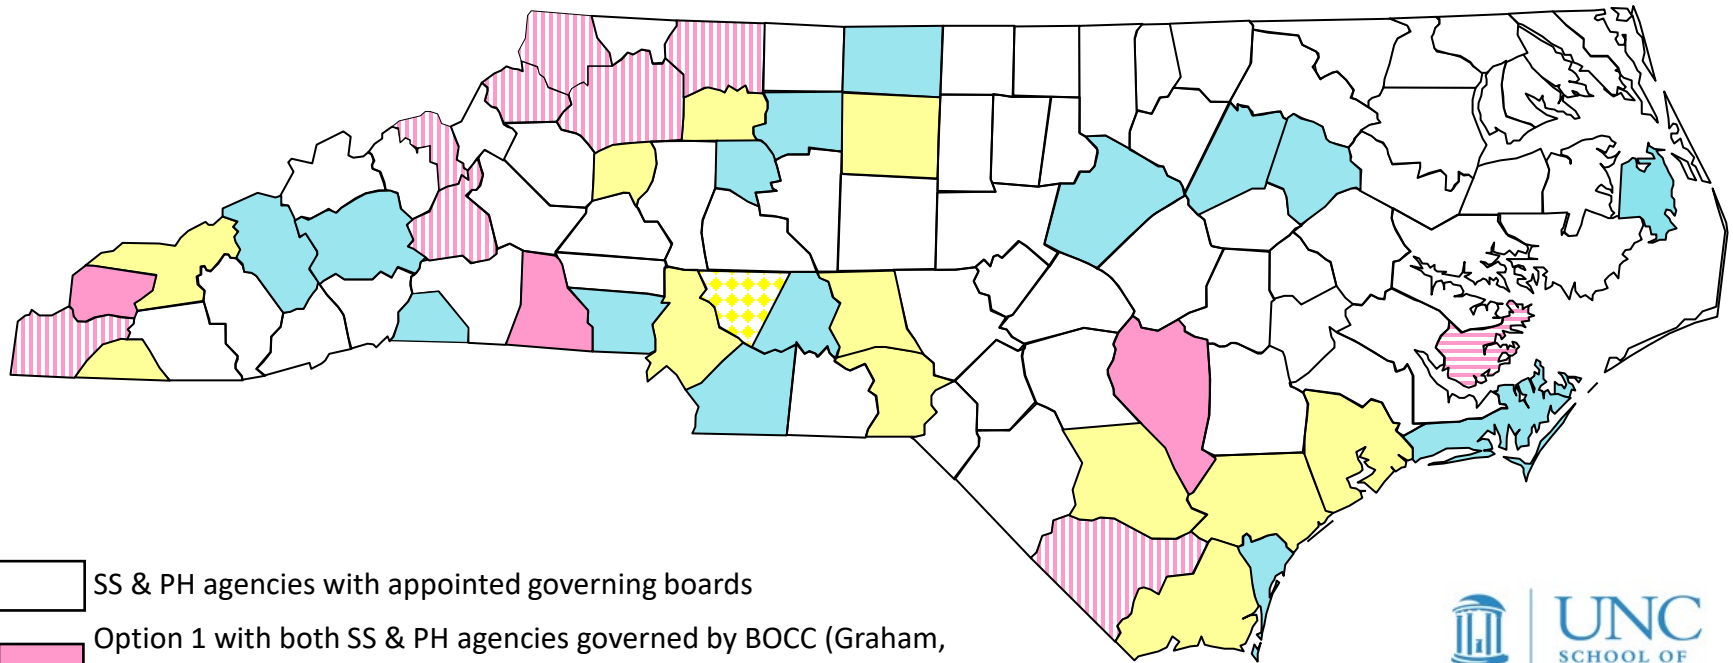 SS & PH agencies with appointed governing boards
Option 1 with both SS & PH agencies governed by BOCC (Graham,
UNC
SCHOOL OF